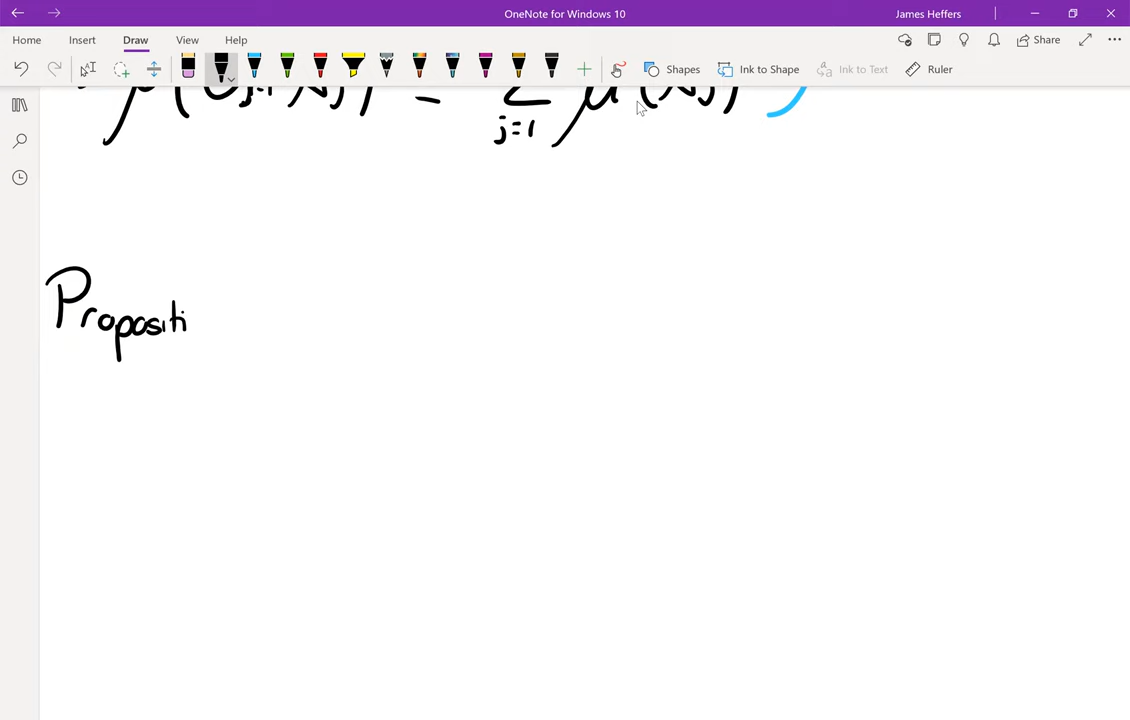 OneNote for Windows 10
James Heffers
Home Insert Draw View Help
Share
Shapes
Ink to Shape
Ink to Text
Ruler
j=1
j=1
Propositi